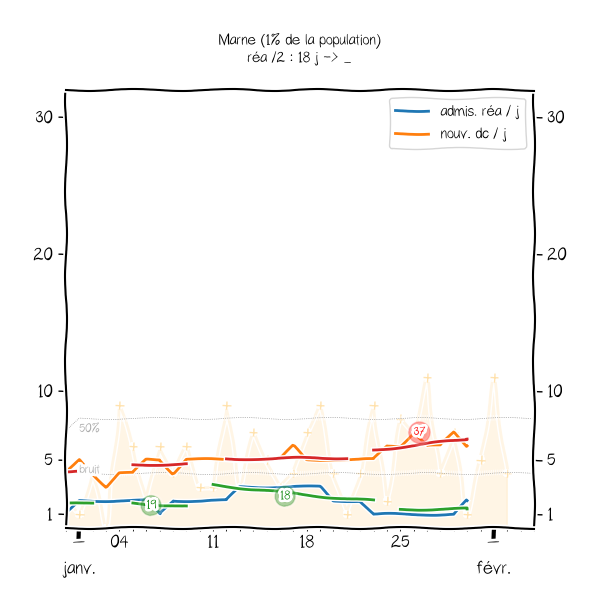 Marne (1% de la population)
réa /2 : 18 j -> _
admis. réa / j
nouv. dc / j
30
30
20
20
10
10
50%
37
5
bruit
5
19
18
1
1
04
11
18
25
janv.
févr.